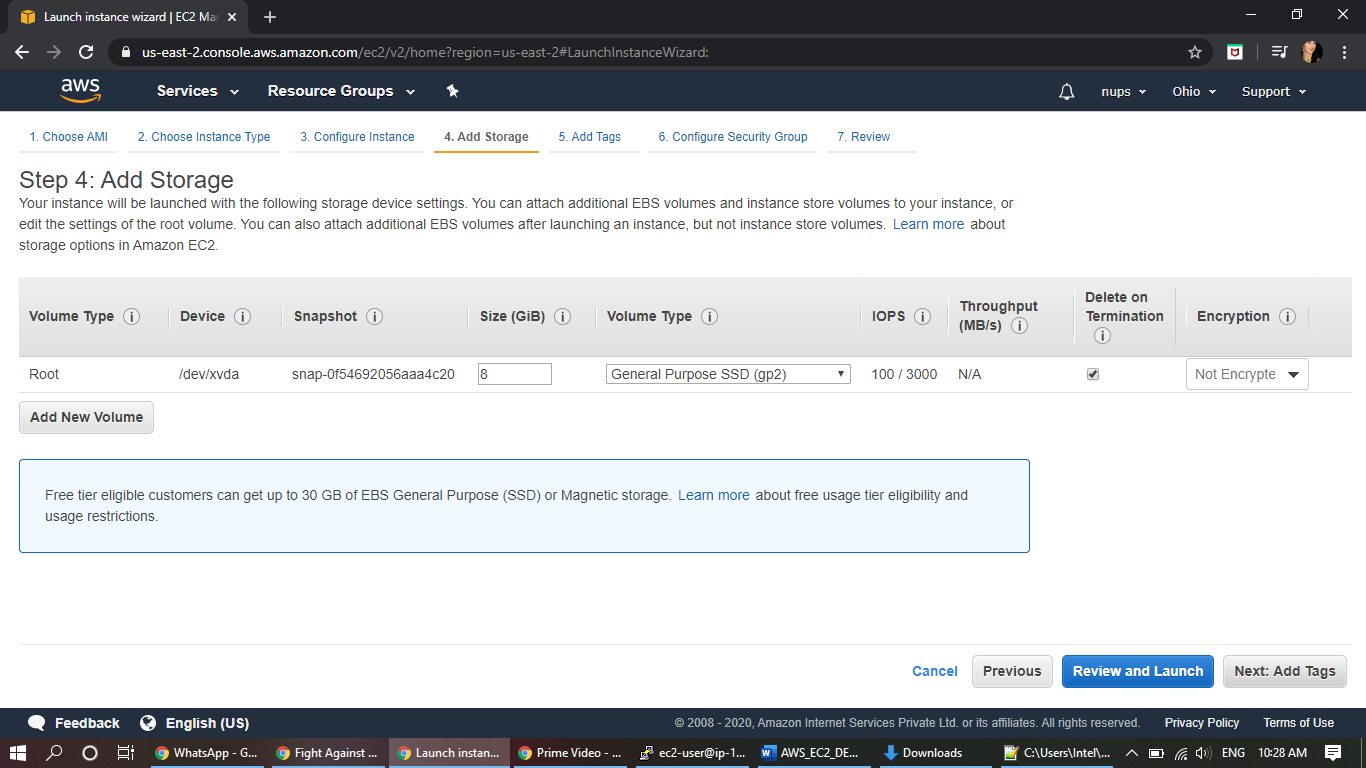 Launch instance wizard | EC2 Mar
us-east-2.console.aws.amazon.com/ec2/v2/home?region=us-east-2#LaunchInstanceWizard:
aws
Services
Resource Groups
nups
Ohio
Support
1. Choose AMI
2. Choose Instance Type
3. Configure Instance
4. Add Storage
5. Add Tags
6. Configure Security Group
7. Review
Step 4: Add Storage
Your instance will be launched with the following storage device settings. You can attach additional EBS volumes and instance store volumes to your instance, or
edit the settings of the root volume. You can also attach additional EBS volumes after launching an instance, but not instance store volumes. Learn more about
storage options in Amazon EC2.
Volume Type
Device
Snapshot
Size (GiB)
Volume Type
IOPS
Throughput
(MB/s)
Delete on
Termination
Encryption
Root
/dev/xvda
snap-0f54692056aaa4c20
8
General Purpose SSD (gp2)
100 / 3000
N/A
Not Encrypte
Add New Volume
Free tier eligible customers can get up to 30 GB of EBS General Purpose (SSD) or Magnetic storage. Learn more about free usage tier eligibility and
usage restrictions.
Cancel
Previous
Review and Launch
Next: Add Tags
Feedback
English (US)
© 2008 - 2020, Amazon Internet Services Private Ltd. or its affiliates. All rights reserved.
Privacy Policy
Terms of Use
WhatsApp - G...
Fight Against ...
Launch instan...
Prime Video - ...
ec2-user@ip-1...
AWS_EC2_DE...
Downloads
C:\Users\Intel\...
ENG
10:28 AM